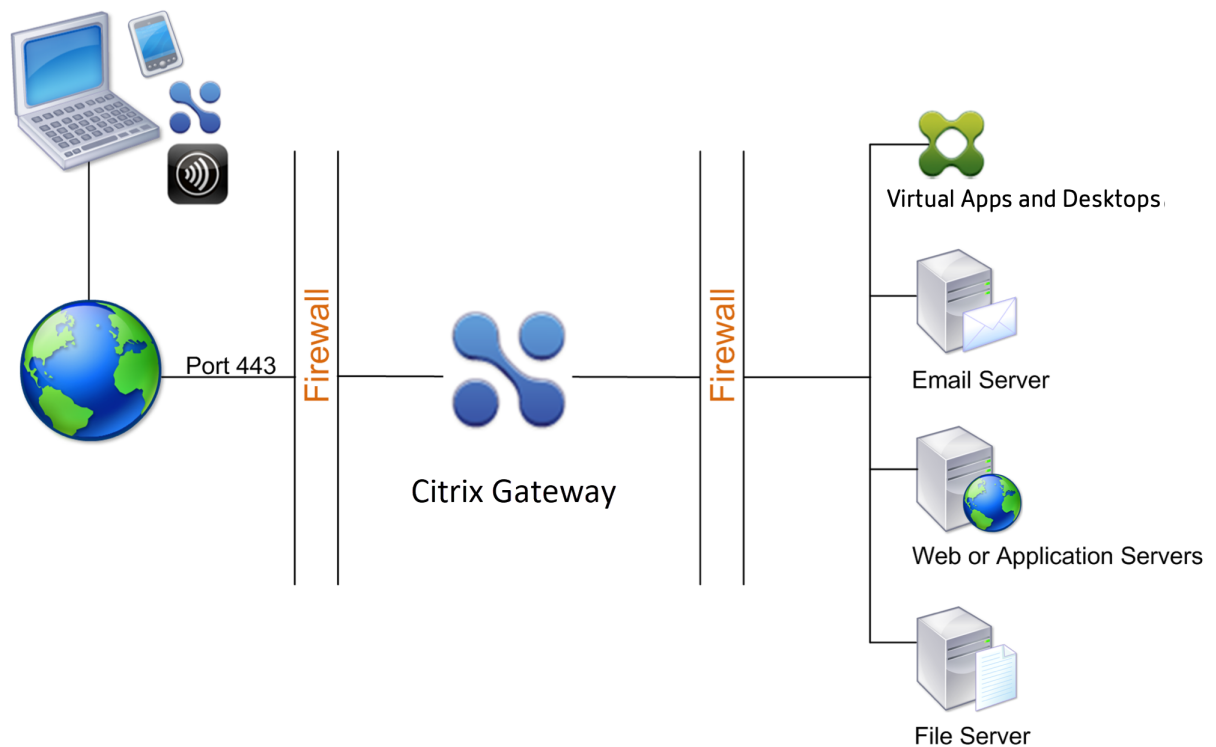 Port 443
Firewall
Citrix Gateway
Firewall
Virtual Apps and Desktops
Email Server
Web or Application Servers
File Server